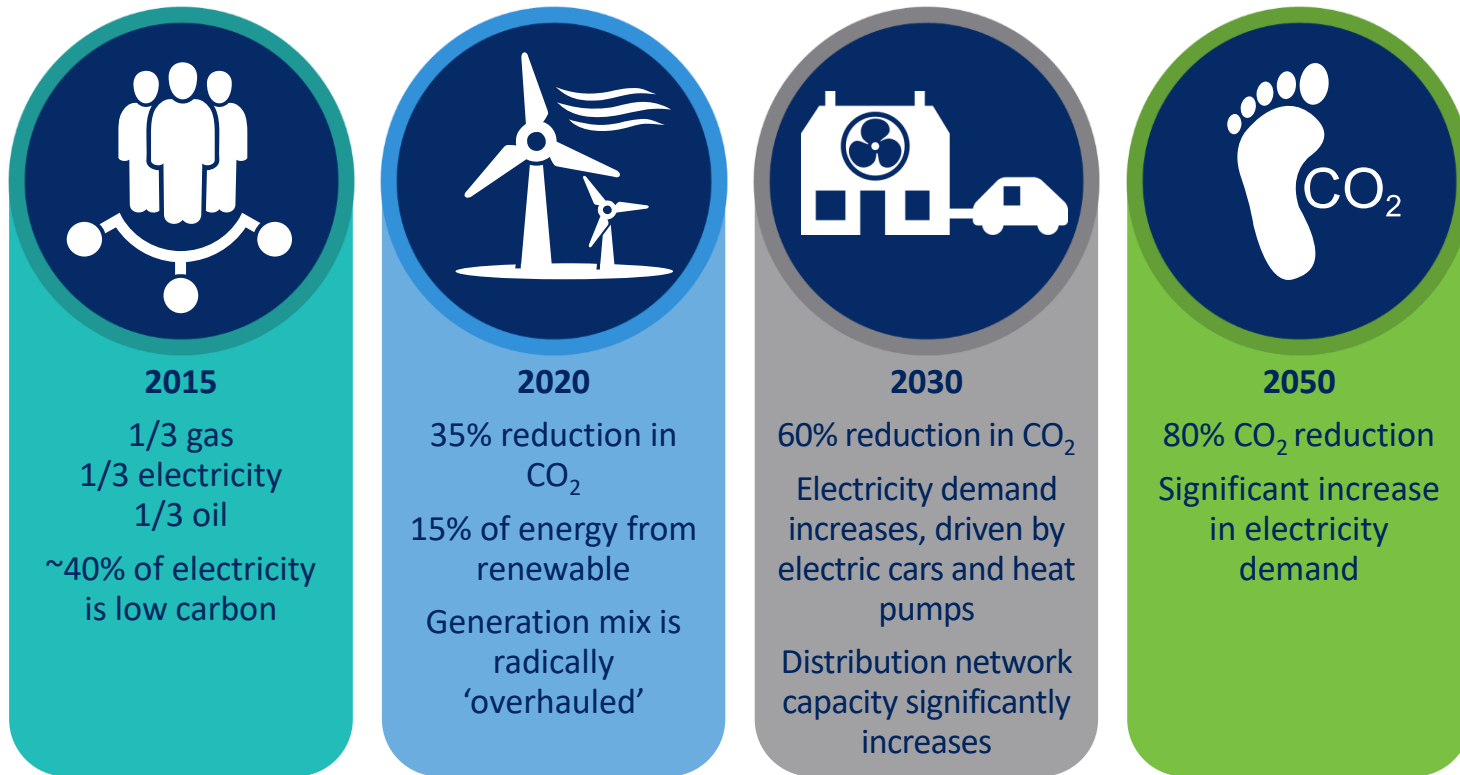 CO₂
2015
1/3 gas
1/3 electricity
1/3 oil
~40% of electricity
is low carbon
2020
35% reduction in
CO₂
15% of energy from
renewable
Generation mix is
radically
‘overhauled’
2030
60% reduction in CO₂
Electricity demand
increases, driven by
electric cars and heat
pumps
Distribution network
capacity significantly
increases
2050
80% CO₂ reduction
Significant increase
in electricity
demand